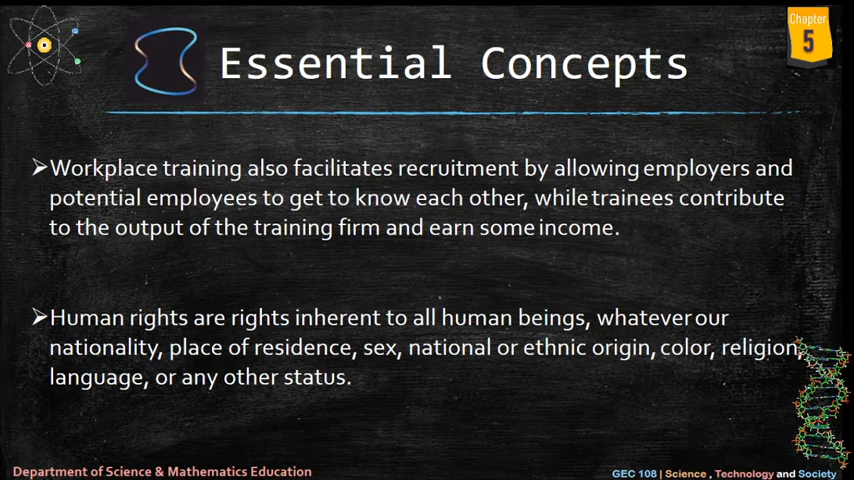 Chapter
5
Essential Concepts
➢Workplace training also facilitates recruitment by allowing employers and
potential employees to get to know each other, while trainees contribute
to the output of the training firm and earn some income.
➢Human rights are rights inherent to all human beings, whatever our
nationality, place of residence, sex, national or ethnic origin, color, religion,
language, or any other status.
Department of Science & Mathematics Education
GEC 108 | Science , Technology and Society